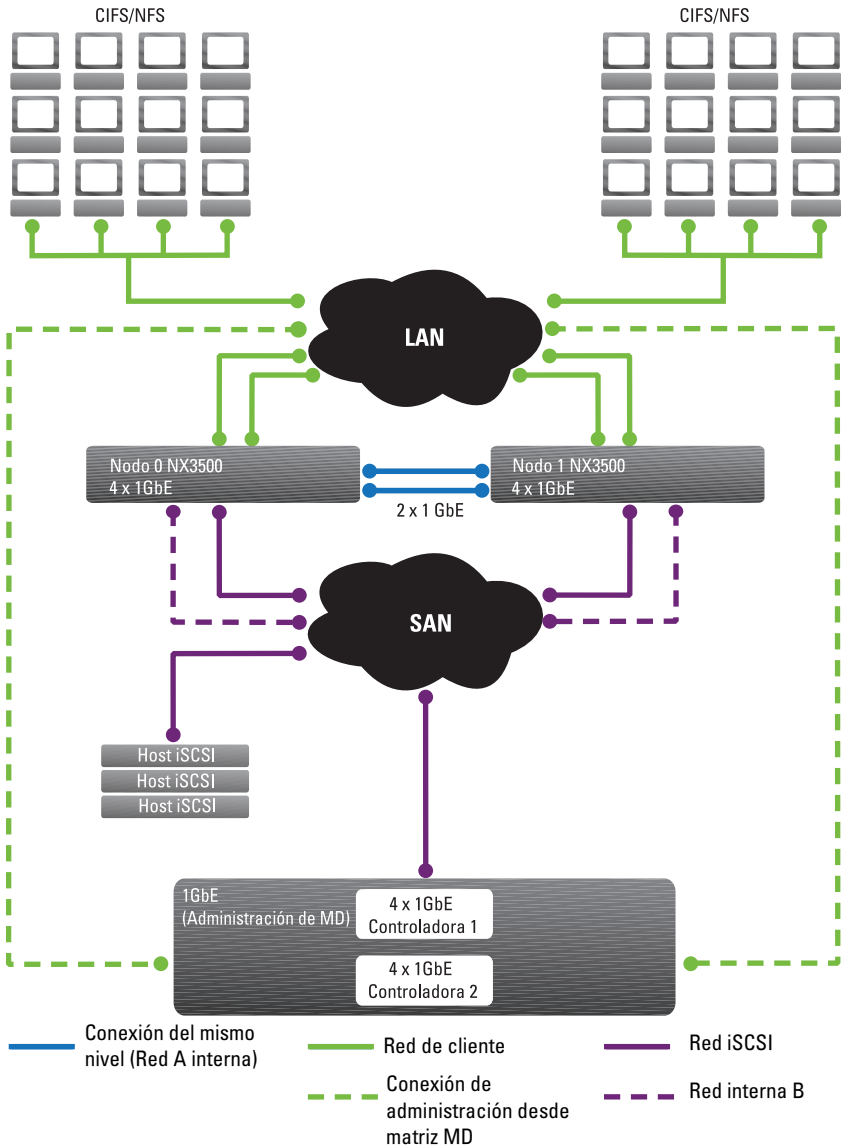 CIFS/NFS
CIFS/NFS
LAN
Nodo 0 NX3500
4 x 1GbE
Nodo 1 NX3500
4 x 1GbE
2 x 1 GbE
SAN
Host iSCSI
Host iSCSI
Host iSCSI
1GbE
(Administración de MD)
4 x 1GbE
Controladora 1
4 x 1GbE
Controladora 2
Conexión del mismo
nivel (Red A interna)
Red de cliente
Red iSCSI
Conexión de
administración desde
matriz MD
Red interna B